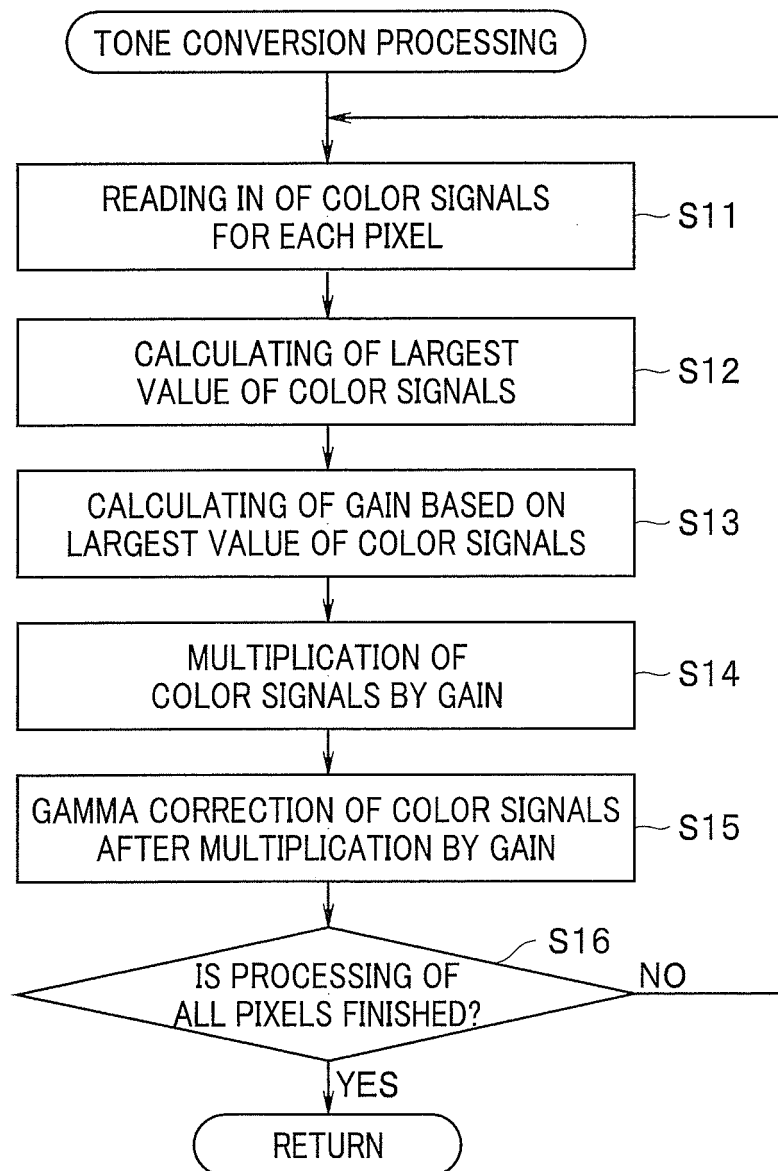 TONE CONVERSION PROCESSING
READING IN OF COLOR SIGNALS
FOR EACH PIXEL
S11
CALCULATING OF LARGEST
VALUE OF COLOR SIGNALS
S12
CALCULATING OF GAIN BASED ON
LARGEST VALUE OF COLOR SIGNALS
S13
MULTIPLICATION OF
COLOR SIGNALS BY GAIN
S14
GAMMA CORRECTION OF COLOR SIGNALS
AFTER MULTIPLICATION BY GAIN
S15
S16
IS PROCESSING OF
ALL PIXELS FINISHED?
NO
YES
RETURN